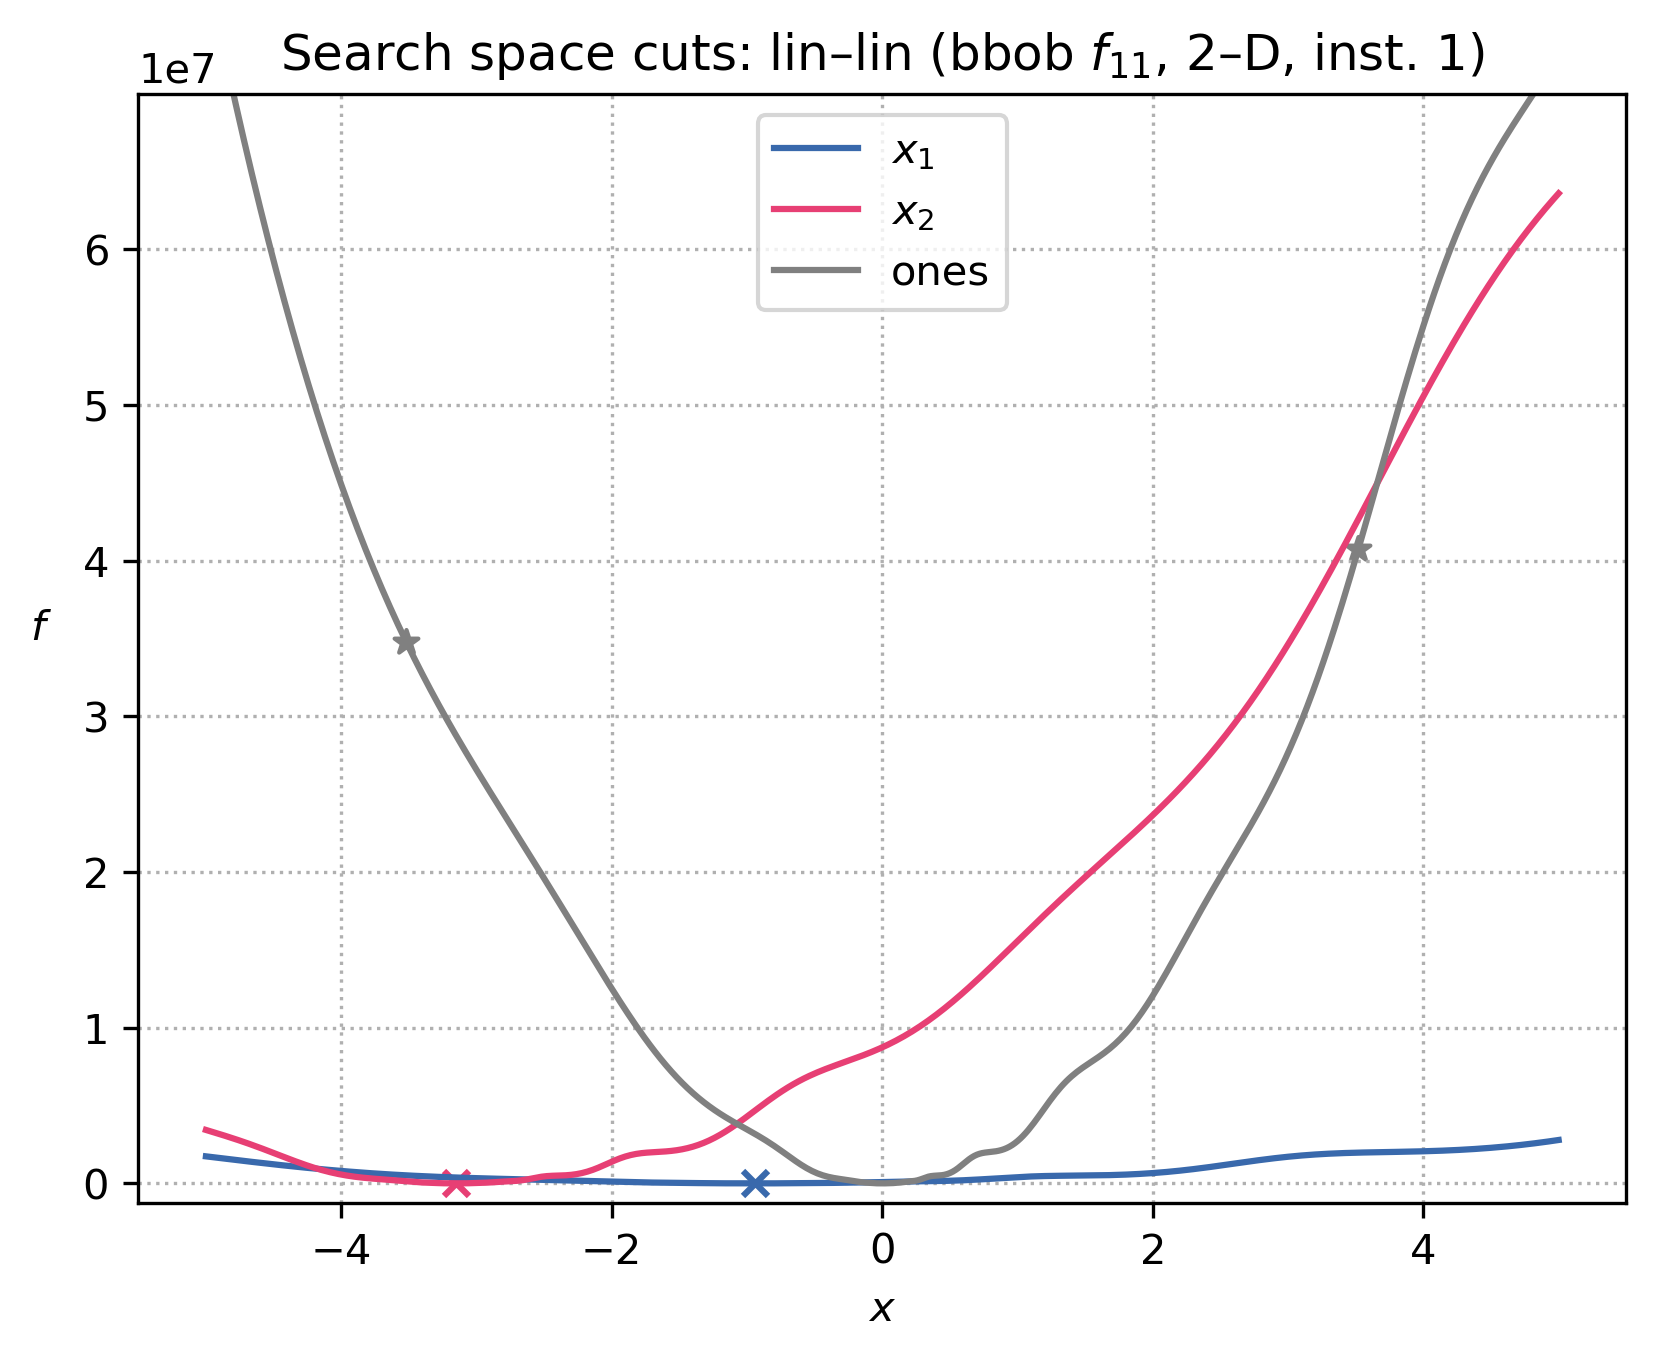 Search space cuts: lin–lin (bbob f₁₁, 2–D, inst. 1)
1e7
x₁
x₂
ones
6
5
4
3
2
1
0
f
−4 −2 0 2 4
x